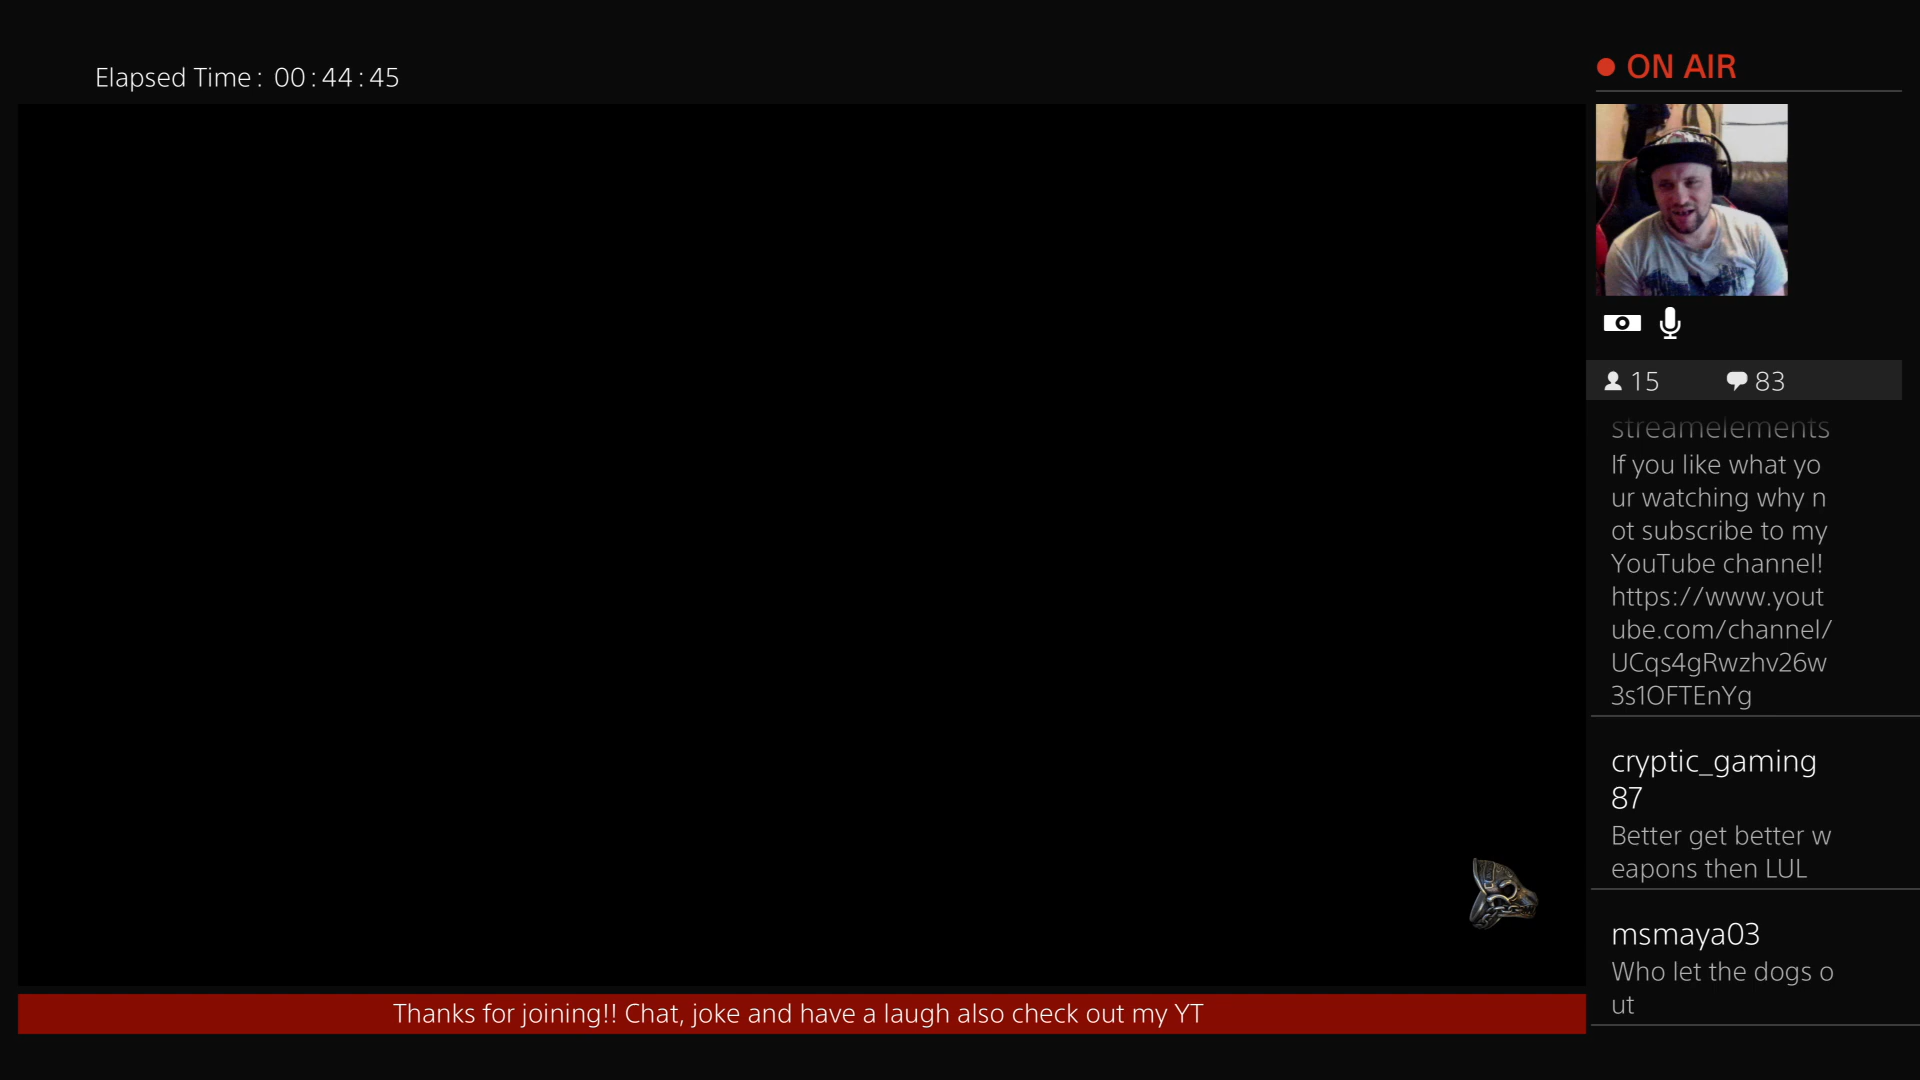 Elapsed Time : 00 : 44 : 45
ON AIR
15 83
streamelements
If you like what yo
ur watching why n
ot subscribe to my
YouTube channel!
https://www.yout
ube.com/channel/
UCqs4gRwzhv26w
3s1OFTEnYg
cryptic_gaming
87
Better get better w
eapons then LUL
msmaya03
Who let the dogs o
ut
Thanks for joining!! Chat, joke and have a laugh also check out my YT